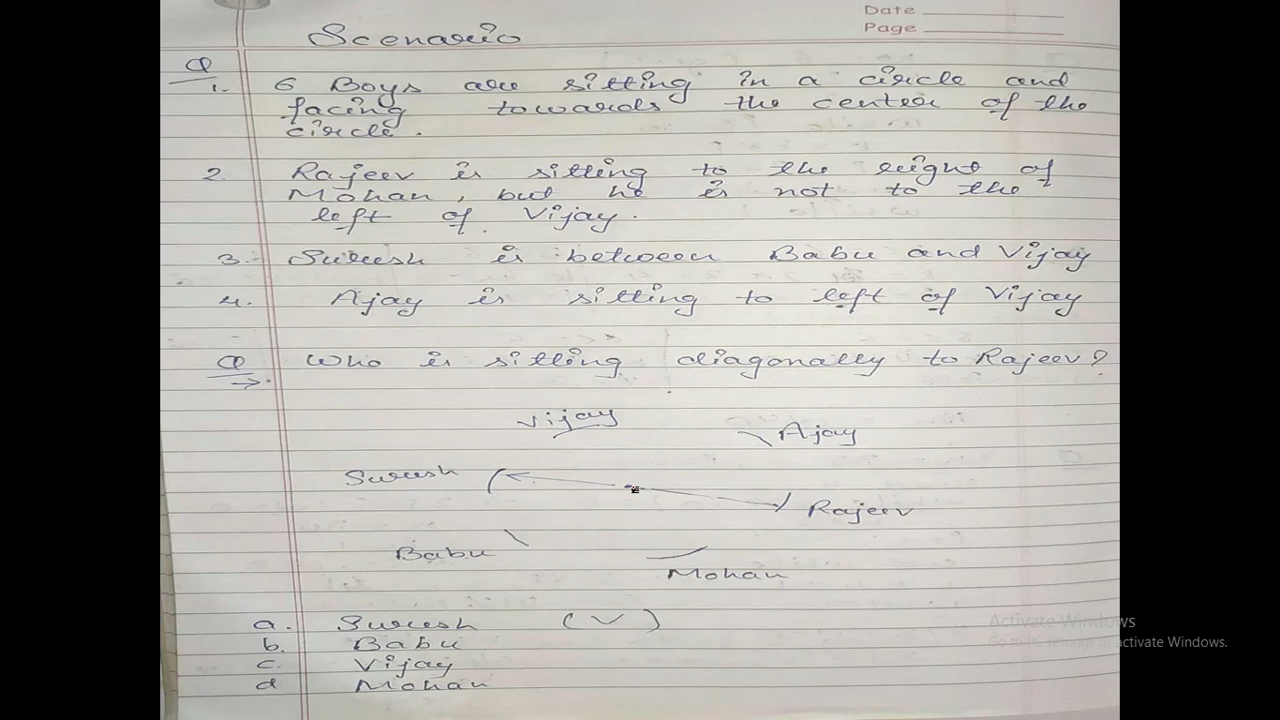 Date
Page
Scenario
Q
1. 6 Boys are sitting in a circle and
facing towards the center of the
circle.
2. Rajeev is sitting to the right of
Mohan, but he is not to the
left of Vijay.
3. Suresh is between Babu and Vijay
4. Ajay is sitting to left of Vijay
Q Who is sitting diagonally to Rajeev?
Vijay
Ajay
Suresh
Rajeev
Babu
Mohan
a. Suresh (✓)
b. Babu
c. Vijay
d Mohan
Activate Windows
Go to PC settings to activate Windows.